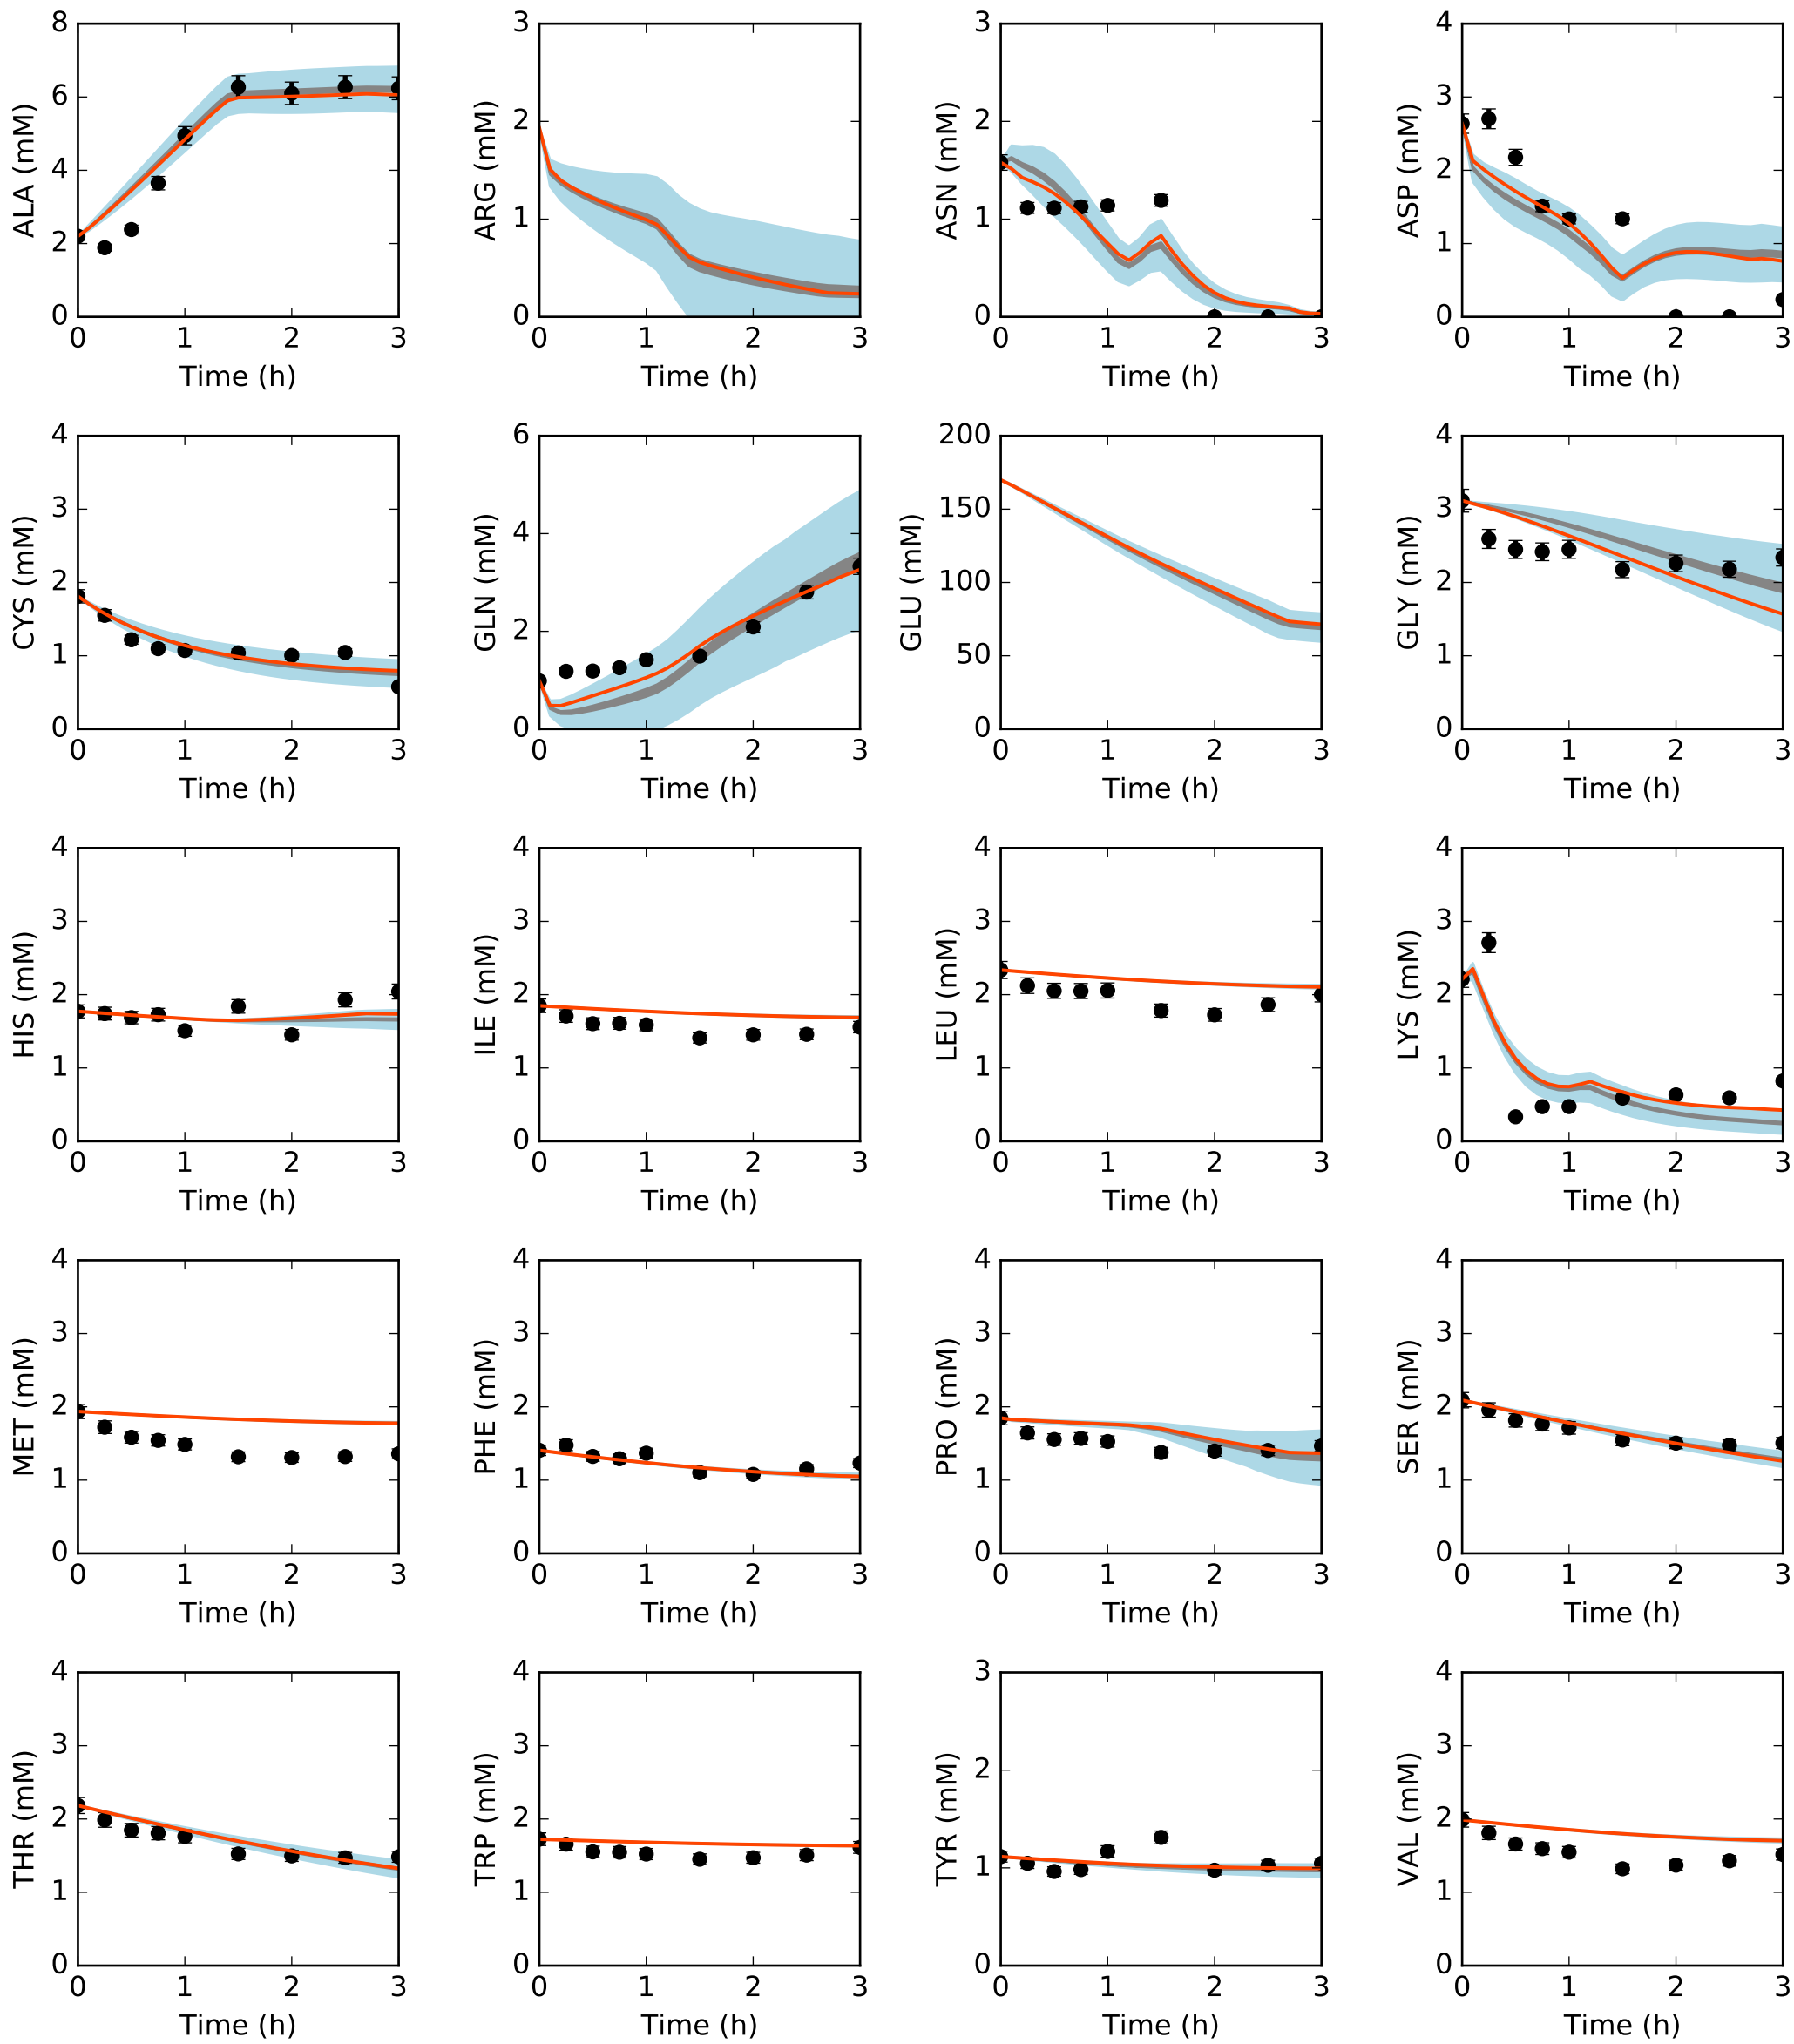 8
6
4
2
0
ALA (mM)
0 1 2 3
Time (h)
3
2
1
0
ARG (mM)
0 1 2 3
Time (h)
3
2
1
0
ASN (mM)
0 1 2 3
Time (h)
4
3
2
1
0
ASP (mM)
0 1 2 3
Time (h)
4
3
2
1
0
CYS (mM)
0 1 2 3
Time (h)
6
4
2
0
GLN (mM)
0 1 2 3
Time (h)
200
150
100
50
0
GLU (mM)
0 1 2 3
Time (h)
4
3
2
1
0
GLY (mM)
0 1 2 3
Time (h)
4
3
2
1
0
HIS (mM)
0 1 2 3
Time (h)
4
3
2
1
0
ILE (mM)
0 1 2 3
Time (h)
4
3
2
1
0
LEU (mM)
0 1 2 3
Time (h)
4
3
2
1
0
LYS (mM)
0 1 2 3
Time (h)
4
3
2
1
0
MET (mM)
0 1 2 3
Time (h)
4
3
2
1
0
PHE (mM)
0 1 2 3
Time (h)
4
3
2
1
0
PRO (mM)
0 1 2 3
Time (h)
4
3
2
1
0
SER (mM)
0 1 2 3
Time (h)
4
3
2
1
0
THR (mM)
0 1 2 3
Time (h)
4
3
2
1
0
TRP (mM)
0 1 2 3
Time (h)
3
2
1
0
TYR (mM)
0 1 2 3
Time (h)
4
3
2
1
0
VAL (mM)
0 1 2 3
Time (h)